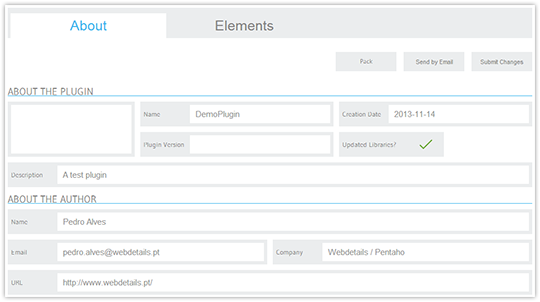 About Elements
Pack Send by Email Submit Changes
ABOUT THE PLUGIN
Name DemoPlugin Creation Date 2013-11-14
Plugin Version Updated Libraries?
Description A test plugin
ABOUT THE AUTHOR
Name Pedro Alves
Email pedro.alves@webdetails.pt Company Webdetails / Pentaho
URL http://www.webdetails.pt/